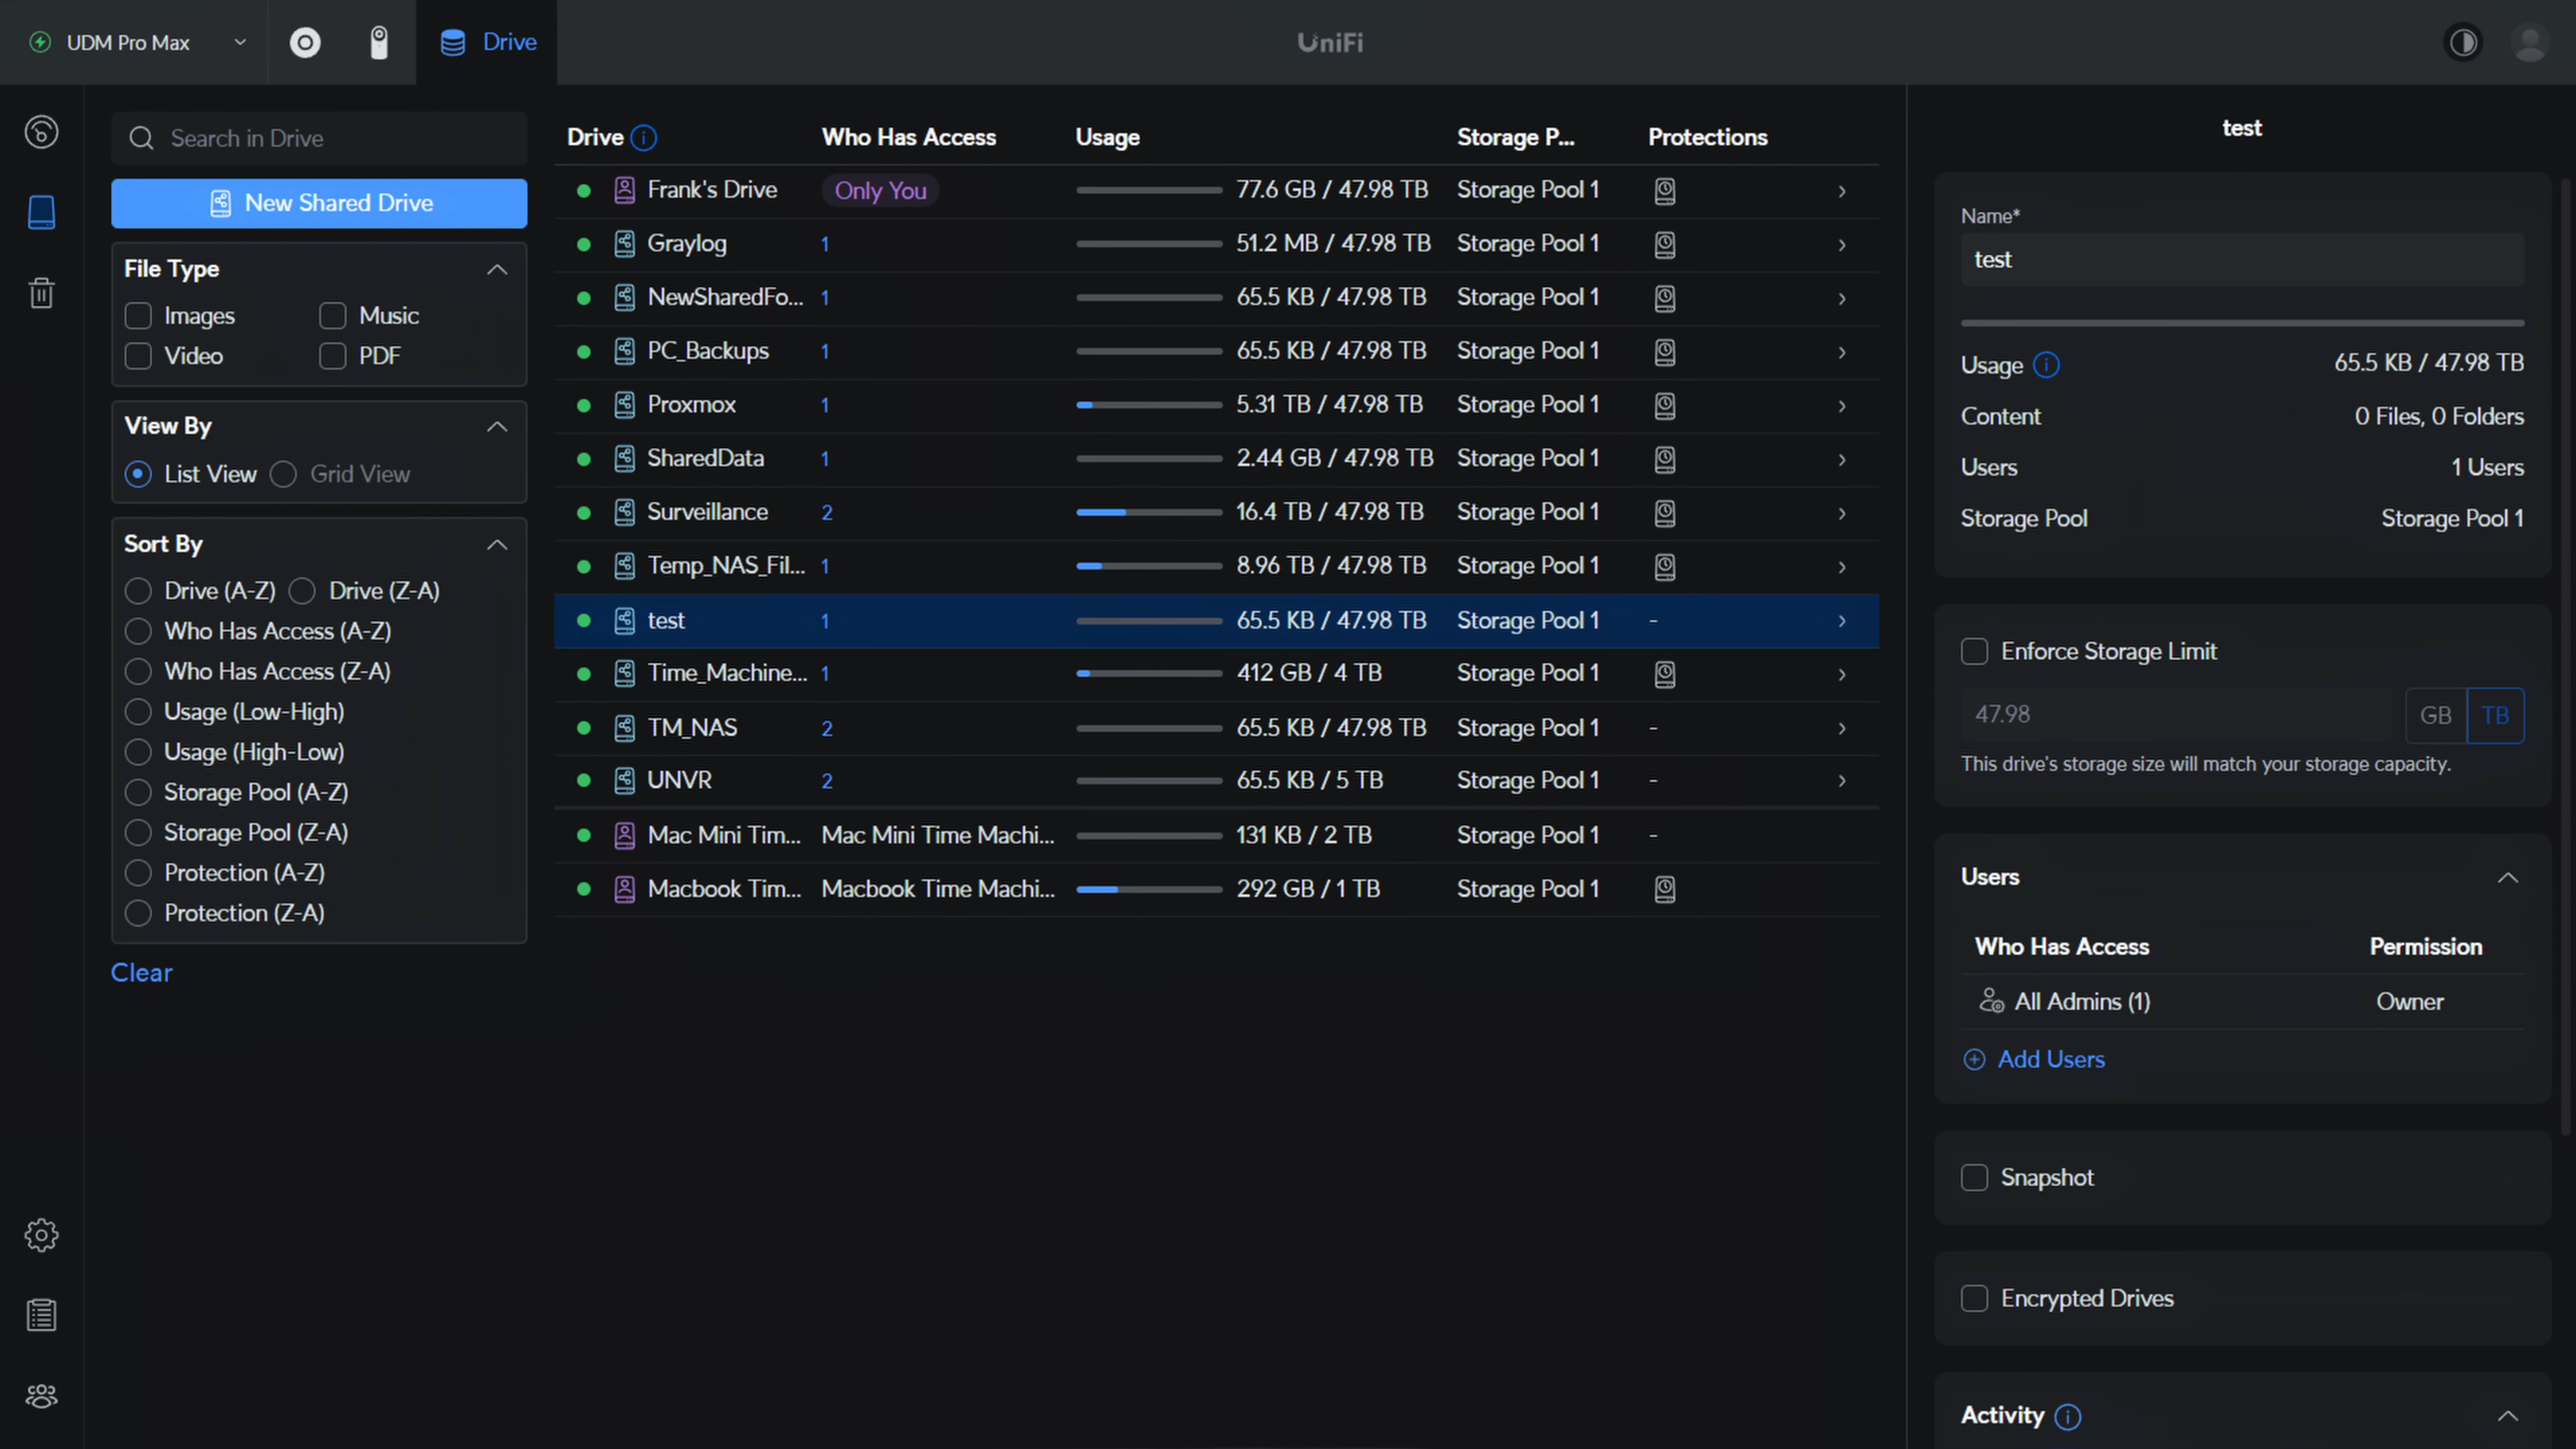 UDM Pro Max
Drive
UniFi
Search in Drive
New Shared Drive
File Type
Images Music
Video PDF
View By
List View Grid View
Sort By
Drive (A-Z) Drive (Z-A)
Who Has Access (A-Z)
Who Has Access (Z-A)
Usage (Low-High)
Usage (High-Low)
Storage Pool (A-Z)
Storage Pool (Z-A)
Protection (A-Z)
Protection (Z-A)
Clear
Drive Who Has Access Usage Storage P... Protections
Frank's Drive Only You 77.6 GB / 47.98 TB Storage Pool 1
Graylog 1 51.2 MB / 47.98 TB Storage Pool 1
NewSharedFo... 1 65.5 KB / 47.98 TB Storage Pool 1
PC_Backups 1 65.5 KB / 47.98 TB Storage Pool 1
Proxmox 1 5.31 TB / 47.98 TB Storage Pool 1
SharedData 1 2.44 GB / 47.98 TB Storage Pool 1
Surveillance 2 16.4 TB / 47.98 TB Storage Pool 1
Temp_NAS_Fil... 1 8.96 TB / 47.98 TB Storage Pool 1
test 1 65.5 KB / 47.98 TB Storage Pool 1 -
Time_Machine... 1 412 GB / 4 TB Storage Pool 1
TM_NAS 2 65.5 KB / 47.98 TB Storage Pool 1 -
UNVR 2 65.5 KB / 5 TB Storage Pool 1 -
Mac Mini Tim... Mac Mini Time Machi... 131 KB / 2 TB Storage Pool 1 -
Macbook Tim... Macbook Time Machi... 292 GB / 1 TB Storage Pool 1
test
Name*
test
Usage 65.5 KB / 47.98 TB
Content 0 Files, 0 Folders
Users 1 Users
Storage Pool Storage Pool 1
Enforce Storage Limit
47.98 GB TB
This drive's storage size will match your storage capacity.
Users
Who Has Access Permission
All Admins (1) Owner
Add Users
Snapshot
Encrypted Drives
Activity